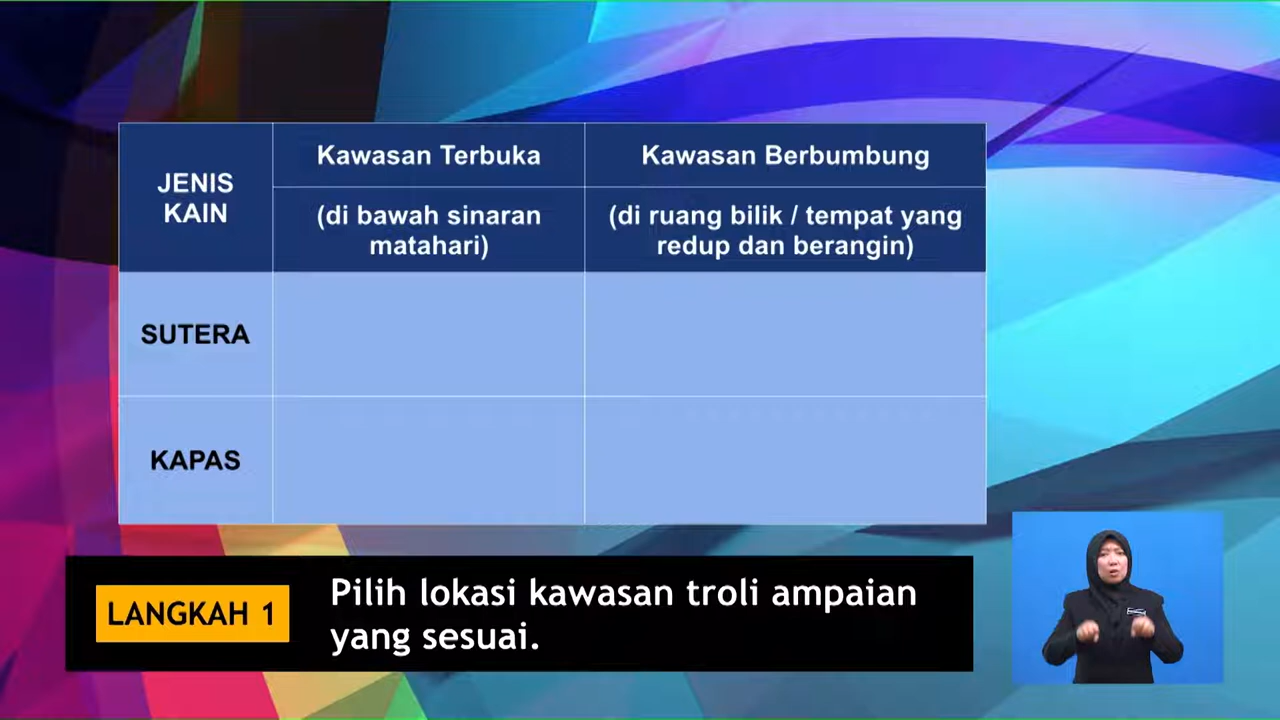 JENIS
KAIN
Kawasan Terbuka
Kawasan Berbumbung
(di bawah sinaran
matahari)
(di ruang bilik / tempat yang
redup dan berangin)
SUTERA
KAPAS
LANGKAH 1
Pilih lokasi kawasan troli ampaian
yang sesuai.